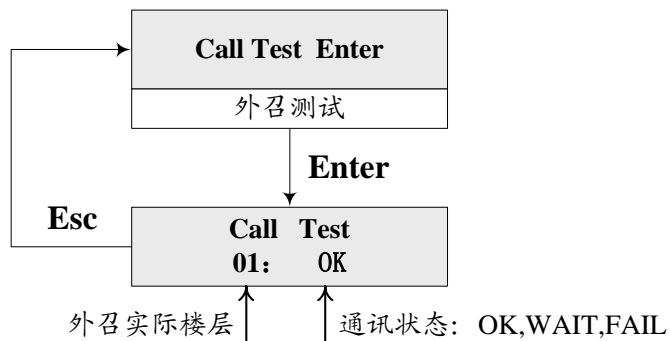 Call Test Enter
外召测试
Enter
Esc
Call Test
01： OK
外召实际楼层
通讯状态：OK,WAIT,FAIL